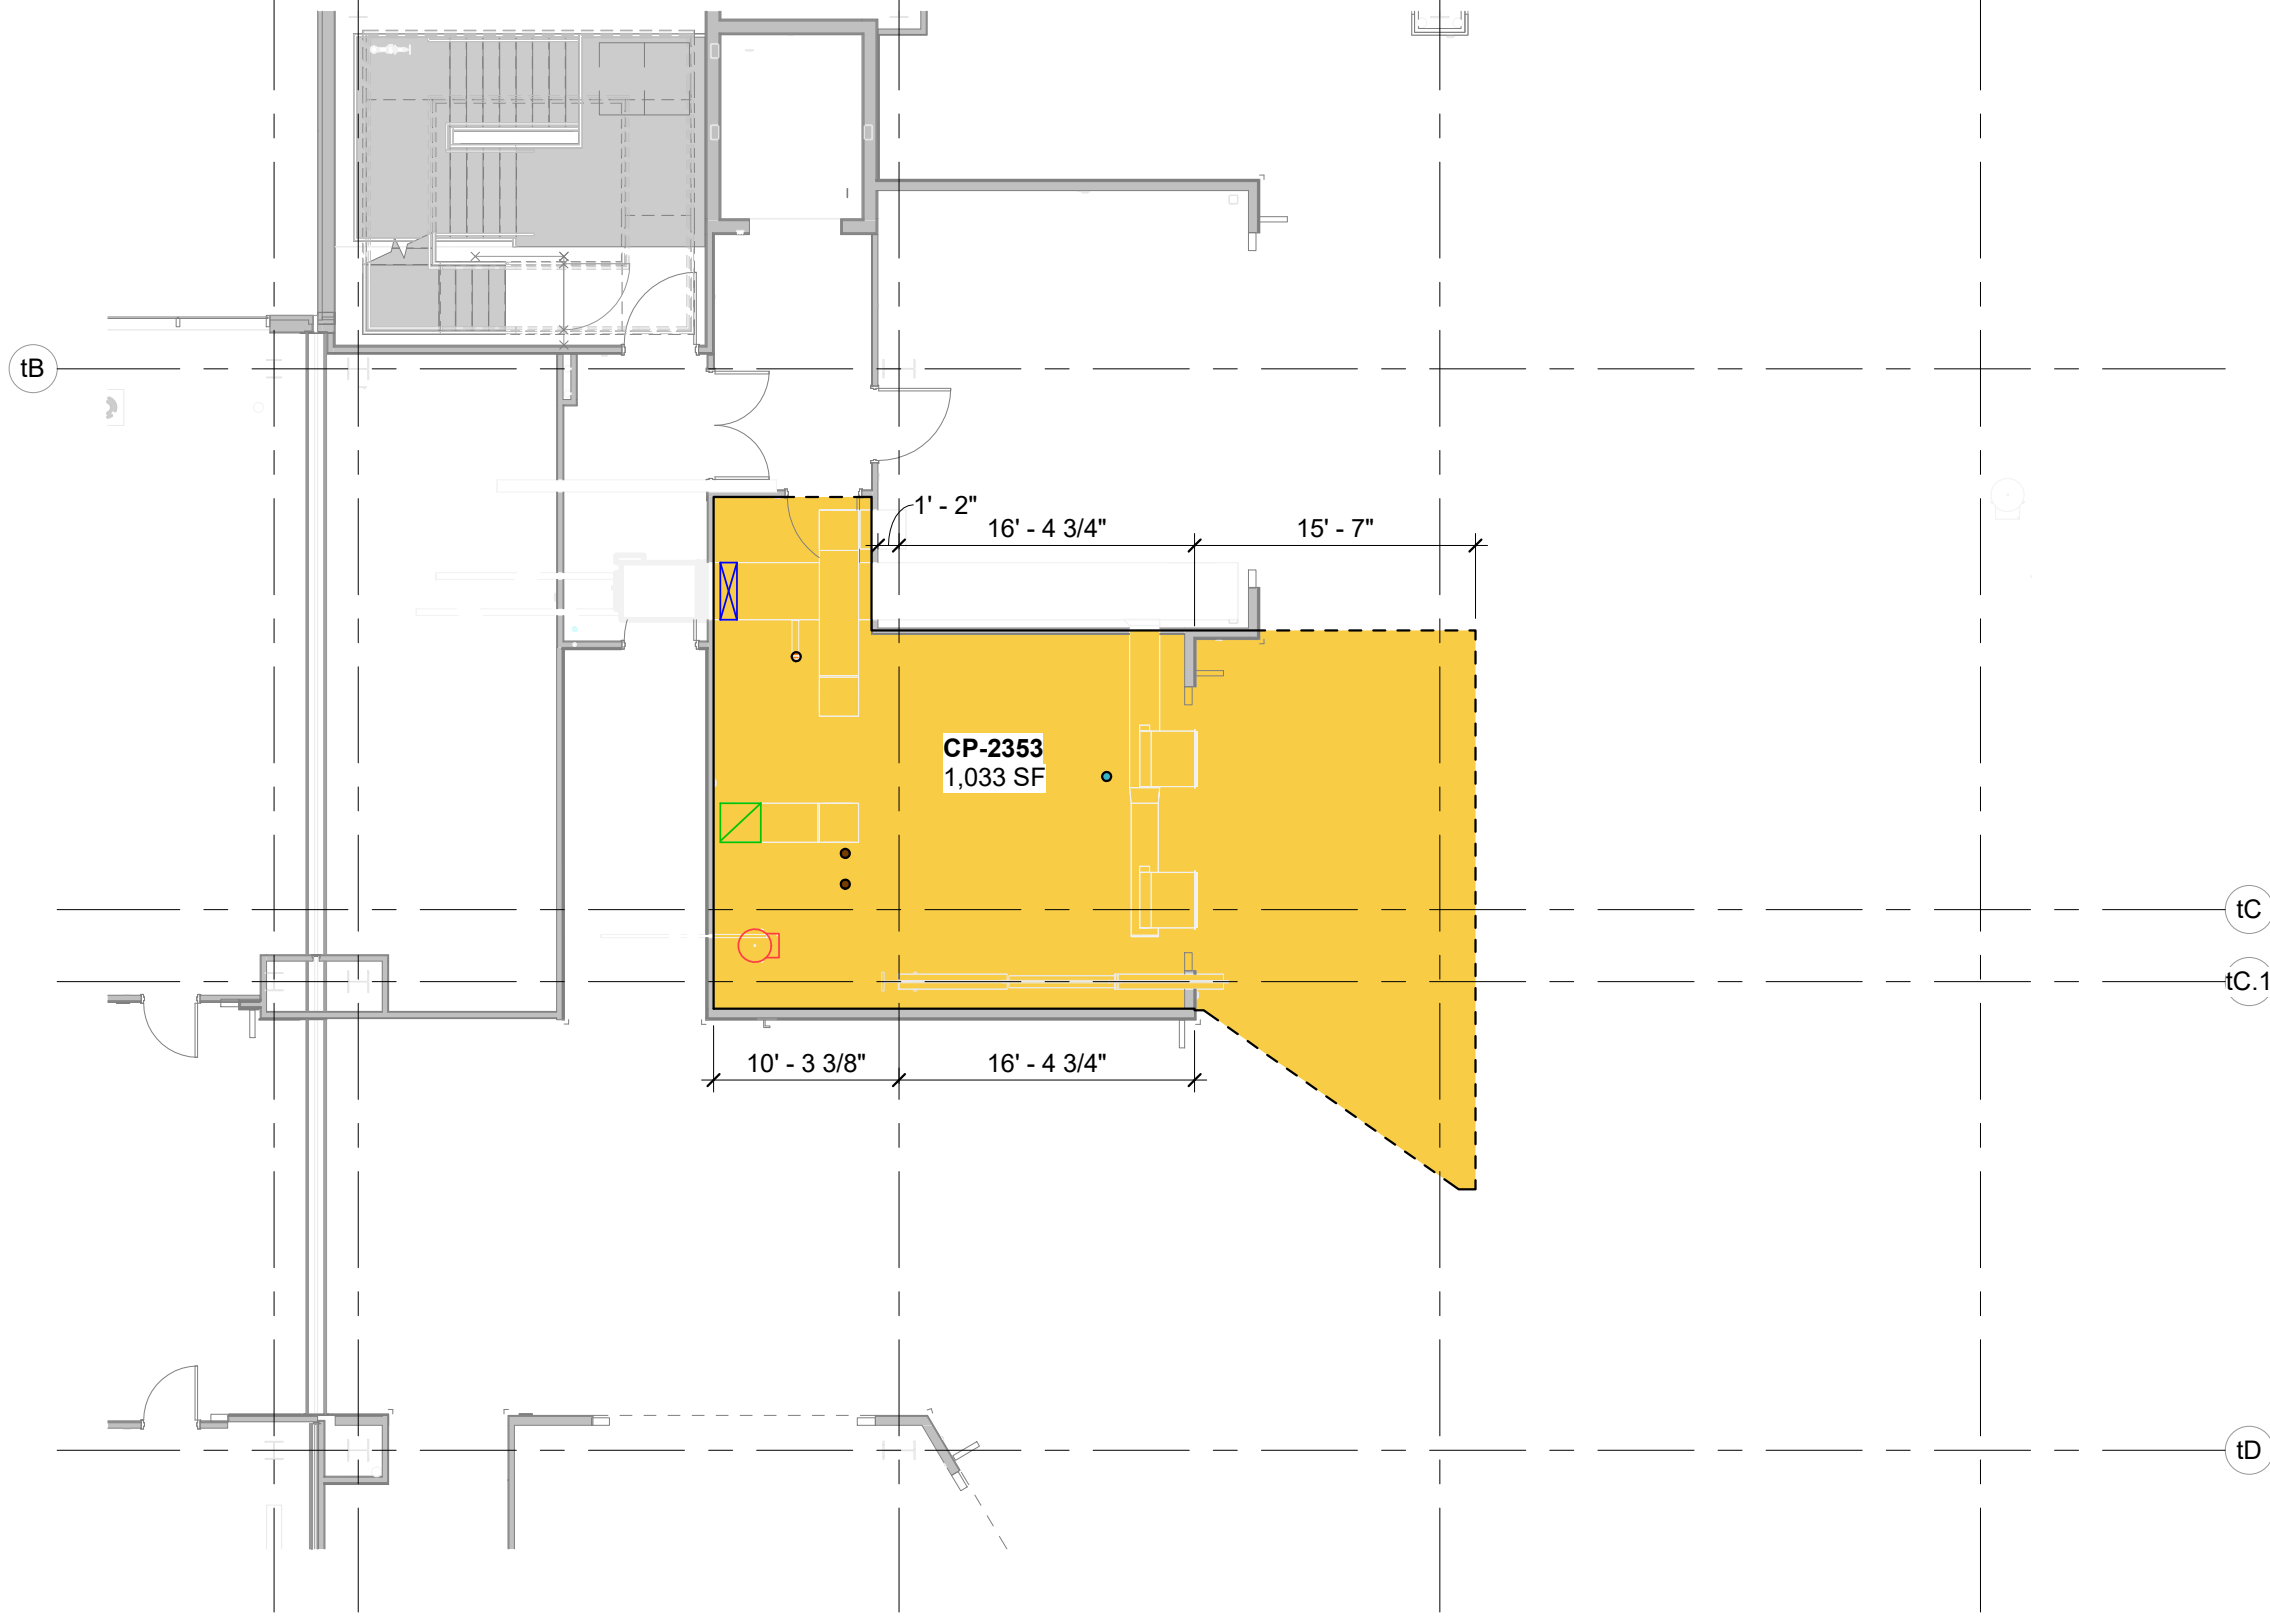 tB
1' - 2"
16' - 4 3/4"
15' - 7"
CP-2353
1,033 SF
tC
tC.1
10' - 3 3/8"
16' - 4 3/4"
tD